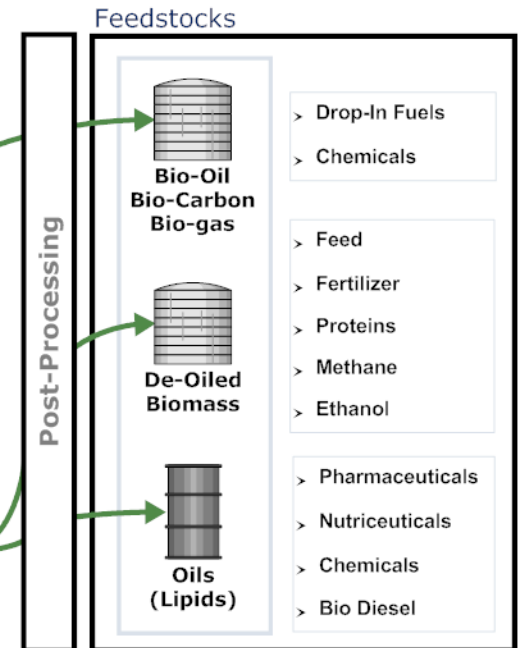 Feedstocks
Post-Processing
Bio-Oil
Bio-Carbon
Bio-gas
Drop-In Fuels
Chemicals
De-Oiled
Biomass
Feed
Fertilizer
Proteins
Methane
Ethanol
Oils
(Lipids)
Pharmaceuticals
Nutriceuticals
Chemicals
Bio Diesel